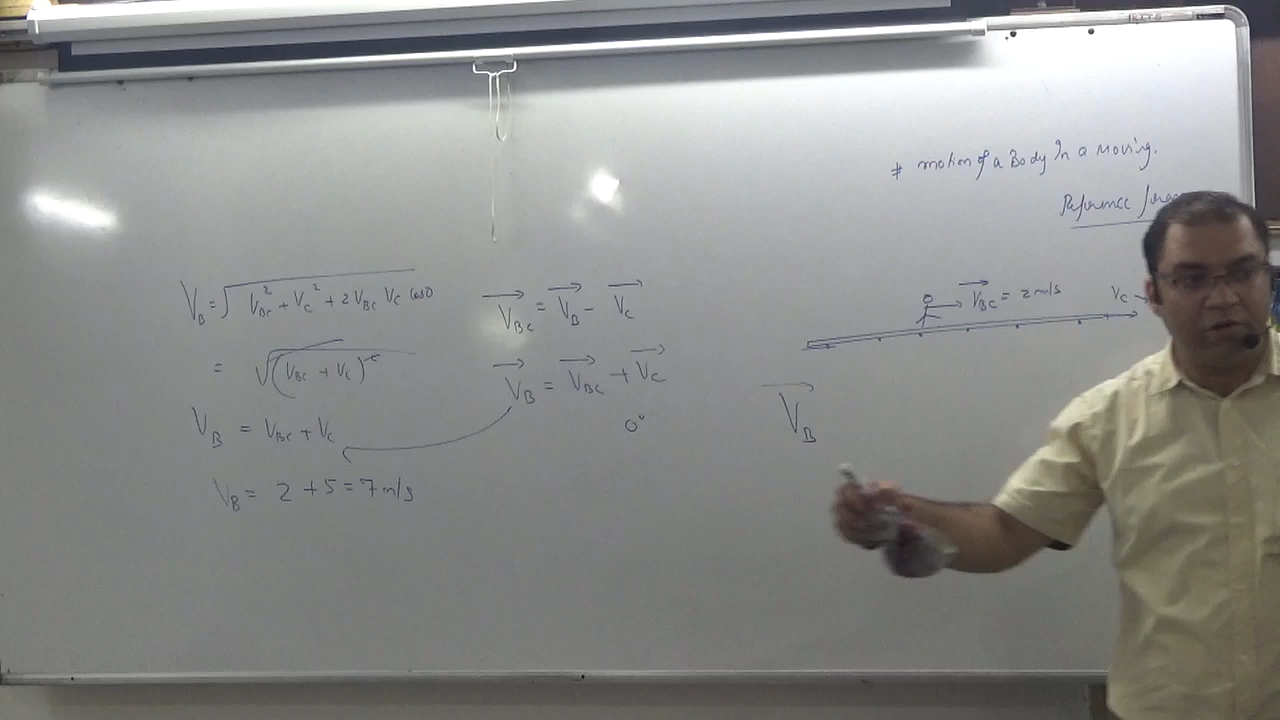 # Motion of a Body In a Moving.
Reference
V_B = √(V_BC² + V_C² + 2 V_BC V_C Cos0
= √(V_BC + V_C)²
V_B = V_BC + V_C
V_B = 2 + 5 = 7 m/s
V_BC = V_B - V_C
V_B = V_BC + V_C
0°
V_BC = 2 m/s
V_C
V_B